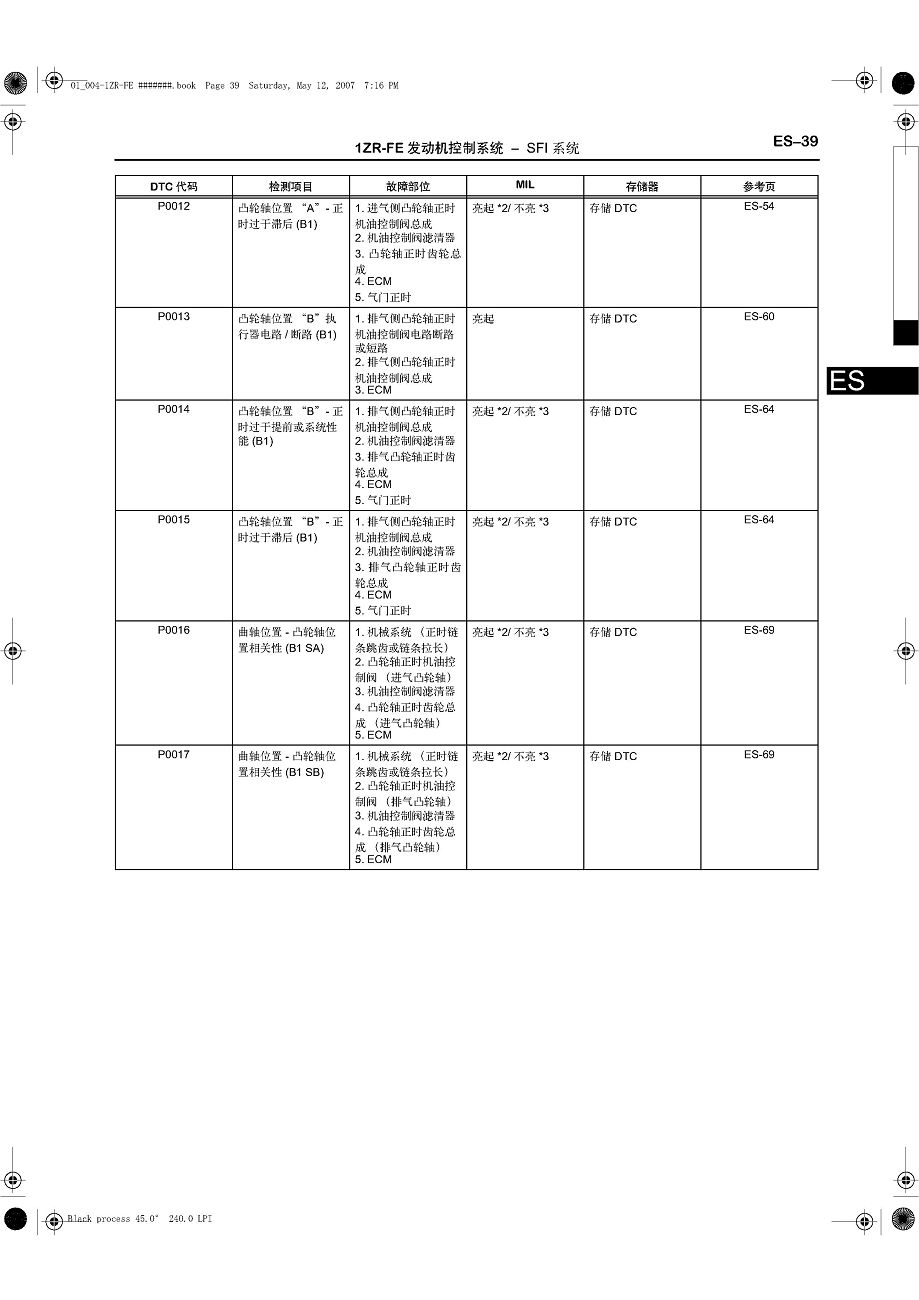 01_004-1ZR-FE #######.book Page 39 Saturday, May 12, 2007 7:16 PM
1ZR-FE 发动机控制系统 – SFI 系统
ES–39
DTC 代码 检测项目 故障部位 MIL 存储器 参考页
P0012
凸轮轴位置 “A”- 正
时过于滞后 (B1)
1. 进气侧凸轮轴正时
机油控制阀总成
2. 机油控制阀滤清器
3. 凸轮轴正时齿轮总
成
4. ECM
5. 气门正时
亮起 *2/ 不亮 *3
存储 DTC
ES-54
P0013
凸轮轴位置 “B”执
行器电路 / 断路 (B1)
1. 排气侧凸轮轴正时
机油控制阀电路断路
或短路
2. 排气侧凸轮轴正时
机油控制阀总成
3. ECM
亮起
存储 DTC
ES-60
P0014
凸轮轴位置 “B”- 正
时过于提前或系统性
能 (B1)
1. 排气侧凸轮轴正时
机油控制阀总成
2. 机油控制阀滤清器
3. 排气凸轮轴正时齿
轮总成
4. ECM
5. 气门正时
亮起 *2/ 不亮 *3
存储 DTC
ES-64
P0015
凸轮轴位置 “B”- 正
时过于滞后 (B1)
1. 排气侧凸轮轴正时
机油控制阀总成
2. 机油控制阀滤清器
3. 排气凸轮轴正时齿
轮总成
4. ECM
5. 气门正时
亮起 *2/ 不亮 *3
存储 DTC
ES-64
P0016
曲轴位置 - 凸轮轴位
置相关性 (B1 SA)
1. 机械系统 （正时链
条跳齿或链条拉长）
2. 凸轮轴正时机油控
制阀 （进气凸轮轴）
3. 机油控制阀滤清器
4. 凸轮轴正时齿轮总
成 （进气凸轮轴）
5. ECM
亮起 *2/ 不亮 *3
存储 DTC
ES-69
P0017
曲轴位置 - 凸轮轴位
置相关性 (B1 SB)
1. 机械系统 （正时链
条跳齿或链条拉长）
2. 凸轮轴正时机油控
制阀 （排气凸轮轴）
3. 机油控制阀滤清器
4. 凸轮轴正时齿轮总
成 （排气凸轮轴）
5. ECM
亮起 *2/ 不亮 *3
存储 DTC
ES-69
ES
Black process 45.0° 240.0 LPI